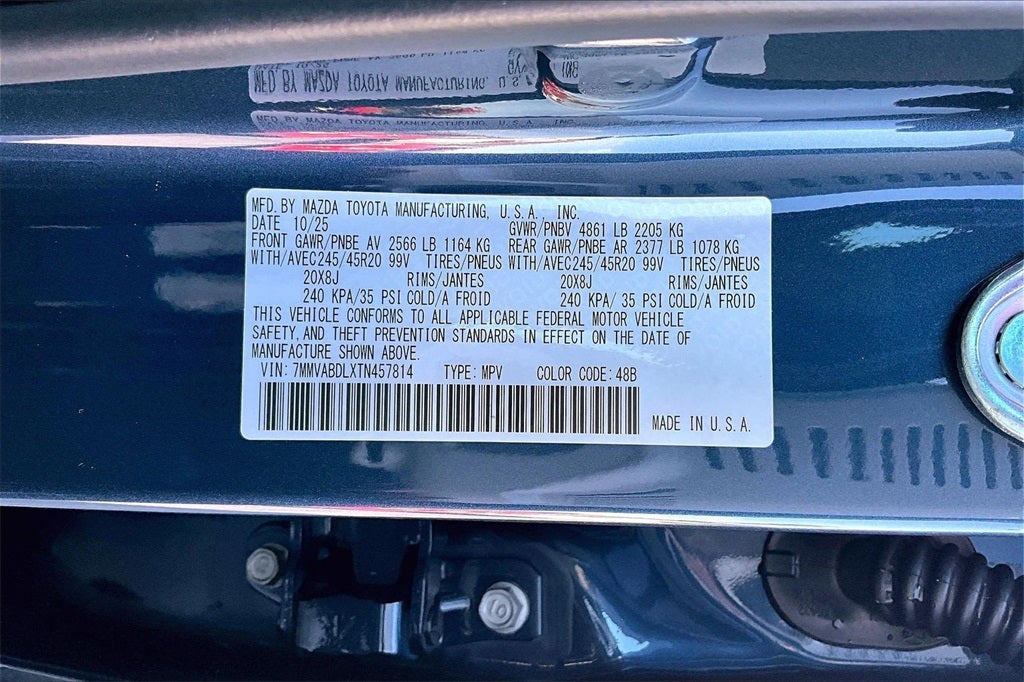 MFD. BY MAZDA TOYOTA MANUFACTURING, U.S.A., INC.
DATE 10/25 GVWR/PNBV 4861 LB 2205 KG
FRONT GAWR/PNBE AV 2566 LB 1164 KG REAR GAWR/PNBE AR 2377 LB 1078 KG
WITH/AVEC245/45R20 99V TIRES/PNEUS WITH/AVEC245/45R20 99V TIRES/PNEUS
20X8J RIMS/JANTES 20X8J RIMS/JANTES
240 KPA/35 PSI COLD/A FROID 240 KPA/ 35 PSI COLD/A FROID
THIS VEHICLE CONFORMS TO ALL APPLICABLE FEDERAL MOTOR VEHICLE
SAFETY, AND THEFT PREVENTION STANDARDS IN EFFECT ON THE DATE OF
MANUFACTURE SHOWN ABOVE.
VIN: 7MMVABDLXTN457814 TYPE: MPV COLOR CODE: 48B
MADE IN U.S.A.